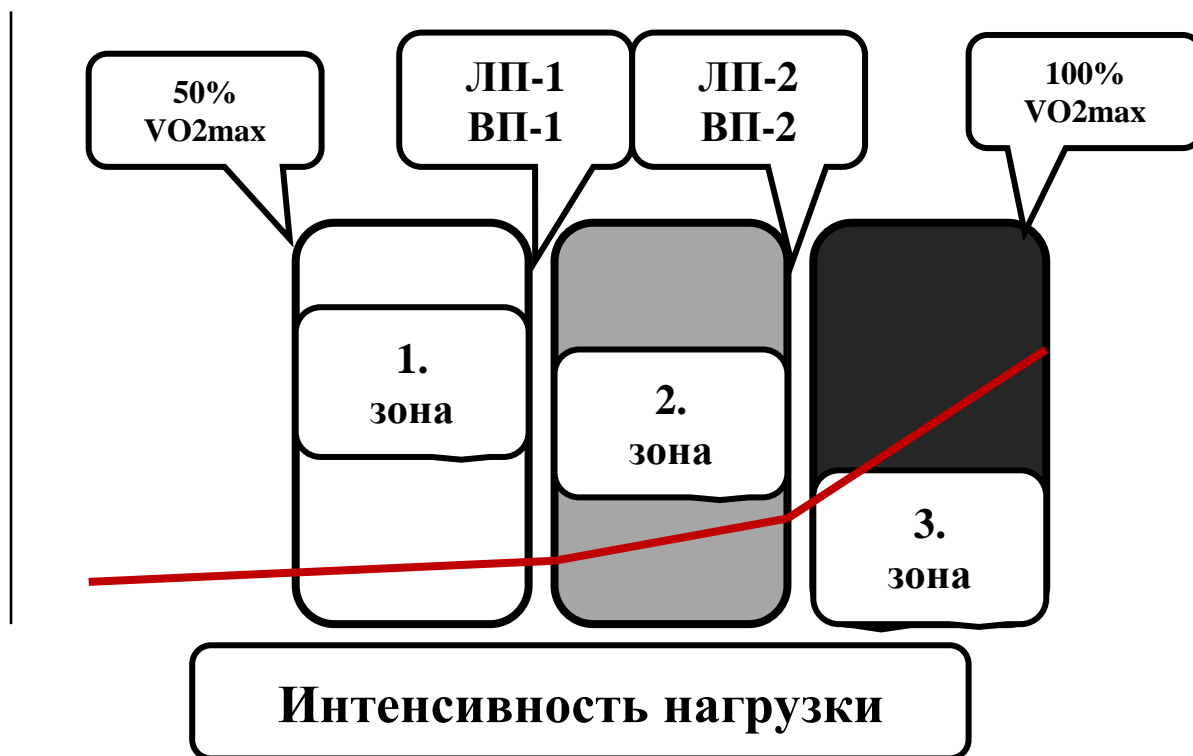 50%
VO2max
ЛП-1
ВП-1
ЛП-2
ВП-2
100%
VO2max
1.
зона
2.
зона
3.
зона
Интенсивность нагрузки